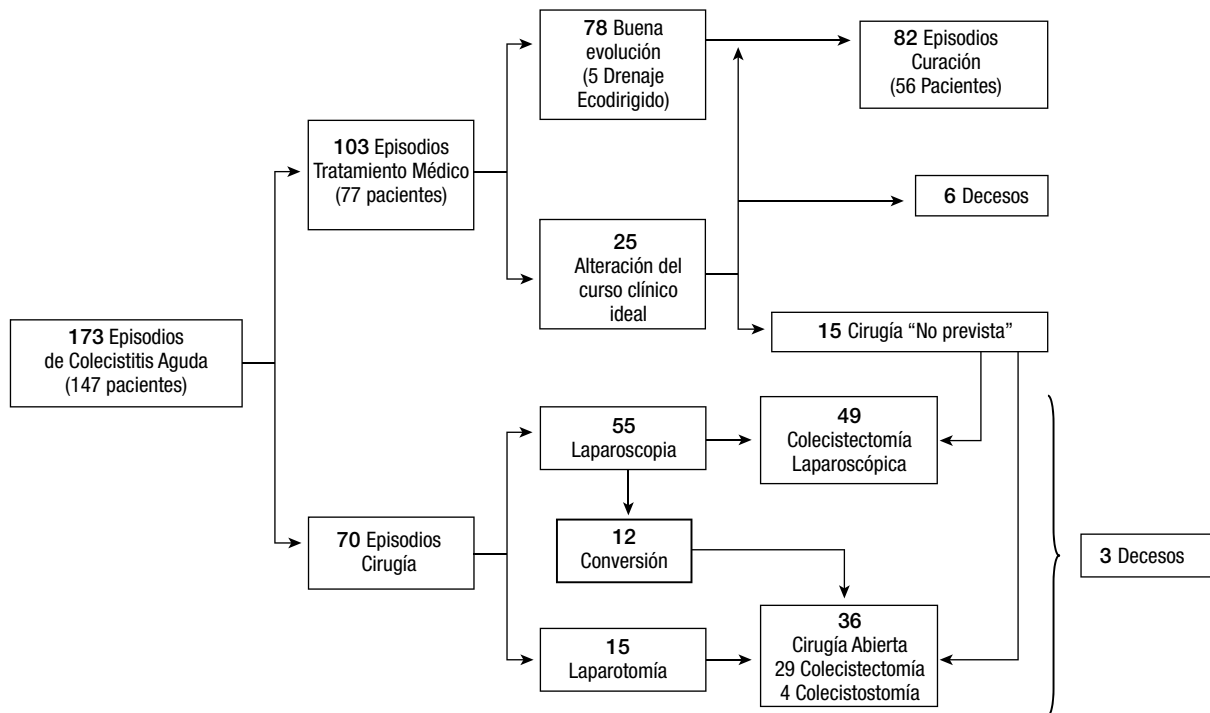 78 Buena
evolución
(5 Drenaje
Ecodirigido)
82 Episodios
Curación
(56 Pacientes)
103 Episodios
Tratamiento Médico
(77 pacientes)
6 Decesos
25
Alteración del
curso clínico
ideal
173 Episodios
de Colecistitis Aguda
(147 pacientes)
15 Cirugía “No prevista”
55
Laparoscopia
49
Colecistectomía
Laparoscópica
70 Episodios
Cirugía
12
Conversión
3 Decesos
15
Laparotomía
36
Cirugía Abierta
29 Colecistectomía
4 Colecistostomía